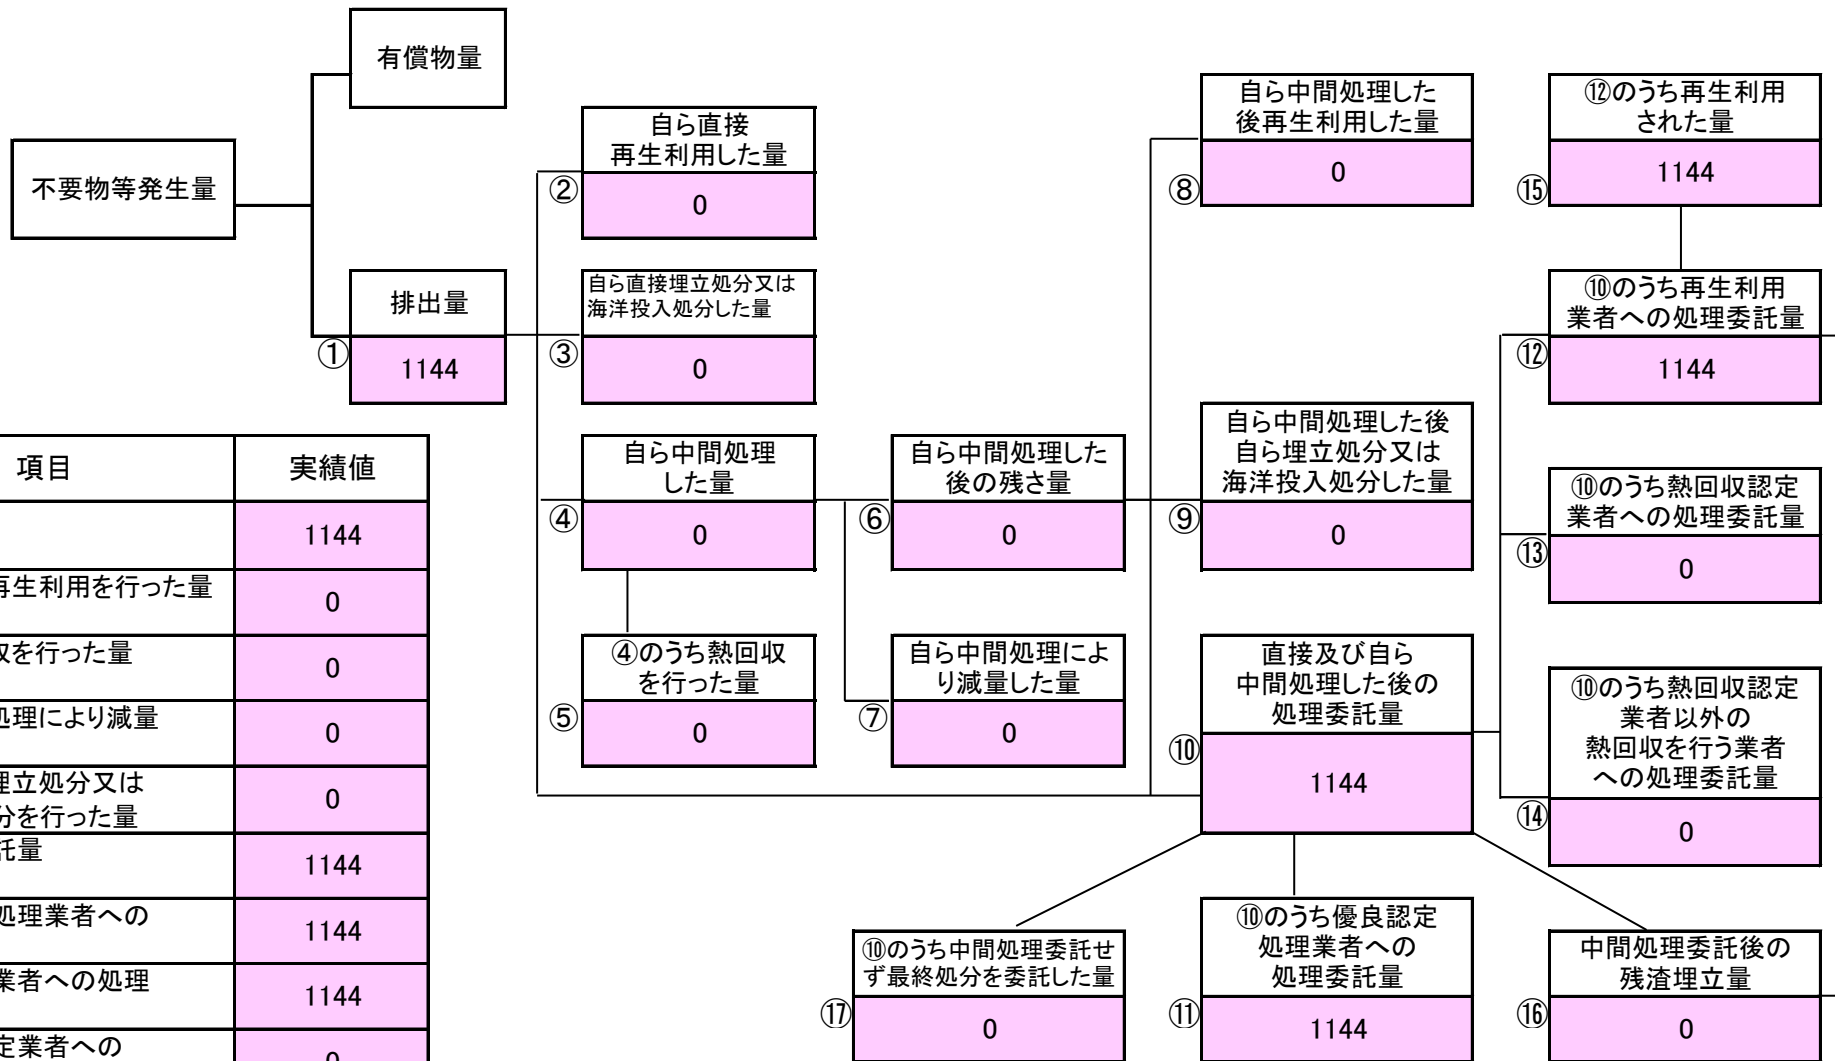 有償物量
不要物等発生量
排出量
①
1144
自ら直接
再生利用した量
②
0
自ら直接埋立処分又は
海洋投入処分した量
③
0
自ら中間処理
した量
④
0
④のうち熱回収
を行った量
⑤
0
自ら中間処理した
後の残さ量
⑥
0
自ら中間処理によ
り減量した量
⑦
0
自ら中間処理した
後再生利用した量
⑧
0
自ら中間処理した後
自ら埋立処分又は
海洋投入処分した量
⑨
0
直接及び自ら
中間処理した後の
処理委託量
⑩
1144
⑫のうち再生利用
された量
⑮
1144
⑩のうち再生利用
業者への処理委託量
⑫
1144
⑩のうち熱回収認定
業者への処理委託量
⑬
0
⑩のうち熱回収認定
業者以外の
熱回収を行う業者
への処理委託量
⑭
0
⑩のうち中間処理委託せ
ず最終処分を委託した量
⑰
0
⑩のうち優良認定
処理業者への
処理委託量
⑪
1144
中間処理委託後の
残渣埋立量
⑯
0
項目 実績値
1144
再生利用を行った量
0
を行った量
0
処理により減量
0
埋立処分又は
分を行った量
0
託量
1144
処理業者への
1144
業者への処理
1144
定業者への
0